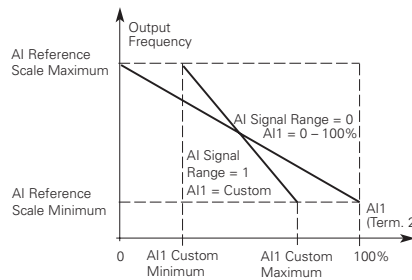 Output
Frequency
AI Reference
Scale Maximum
AI Signal Range = 0
AI1 = 0 – 100%
AI Signal
Range = 1
AI1 = Custom
AI Reference
Scale Minimum
AI1
(Term. 2
0
AI1 Custom
Minimum
AI1 Custom
Maximum
100%